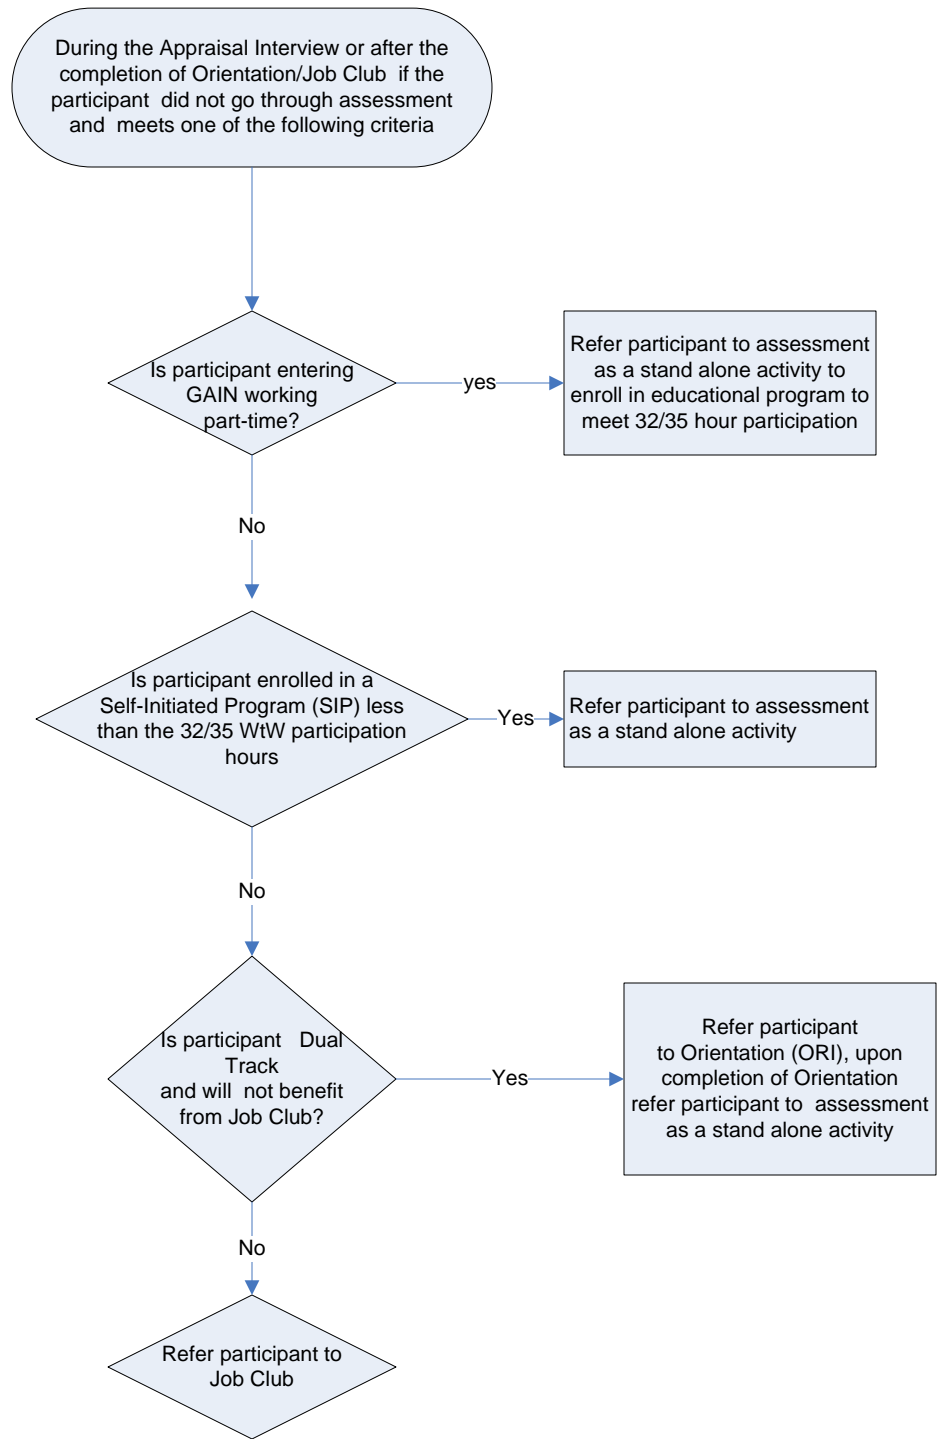 During the Appraisal Interview or after the
completion of Orientation/Job Club if the
participant did not go through assessment
and meets one of the following criteria
Is participant entering
GAIN working
part-time?
yes
Refer participant to assessment
as a stand alone activity to
enroll in educational program to
meet 32/35 hour participation
No
Is participant enrolled in a
Self-Initiated Program (SIP) less
than the 32/35 WtW participation
hours
Yes
Refer participant to assessment
as a stand alone activity
No
Is participant Dual
Track
and will not benefit
from Job Club?
Yes
Refer participant
to Orientation (ORI), upon
completion of Orientation
refer participant to assessment
as a stand alone activity
No
Refer participant to
Job Club